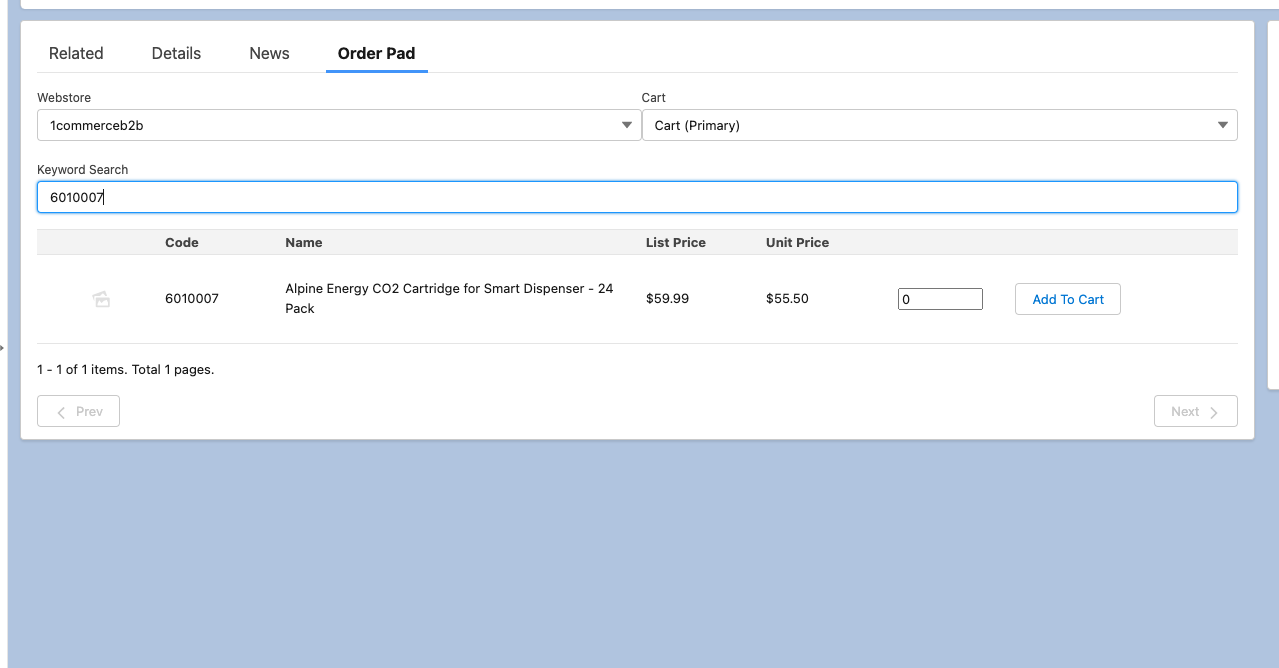 Related Details News Order Pad
Webstore Cart
1commerceb2b Cart (Primary)
Keyword Search
6010007
Code Name List Price Unit Price
6010007 Alpine Energy CO2 Cartridge for Smart Dispenser - 24 $59.99 $55.50 0 Add To Cart
Pack
1 - 1 of 1 items. Total 1 pages.
Prev Next